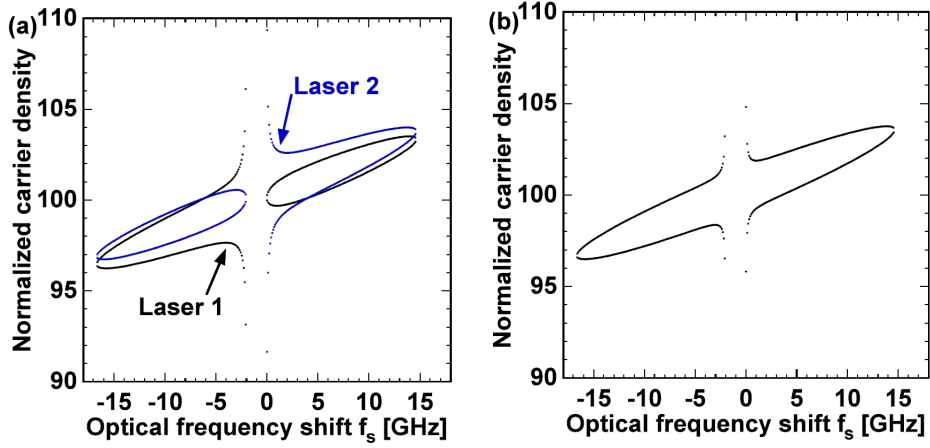 (a)
110
105
100
95
90
Normalized carrier density
Laser 2
Laser 1
-15 -10 -5 0 5 10 15
Optical frequency shift fs [GHz]
(b)
110
105
100
95
90
Normalized carrier density
-15 -10 -5 0 5 10 15
Optical frequency shift fs [GHz]